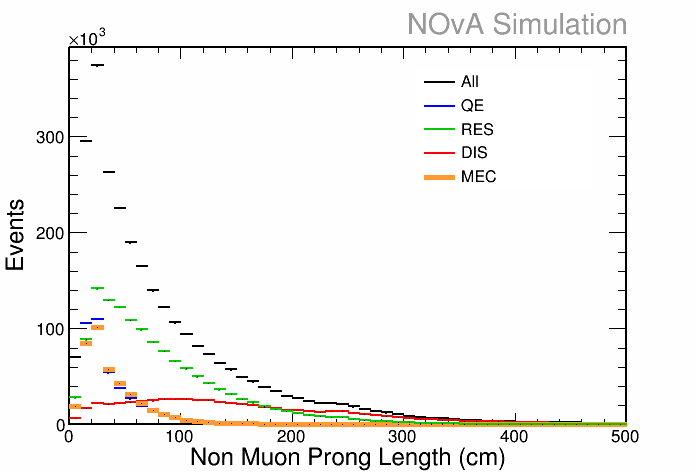 NOvA Simulation
×10³
All
QE
RES
DIS
MEC
300
200
100
0
Events
0 100 200 300 400 500
Non Muon Prong Length (cm)